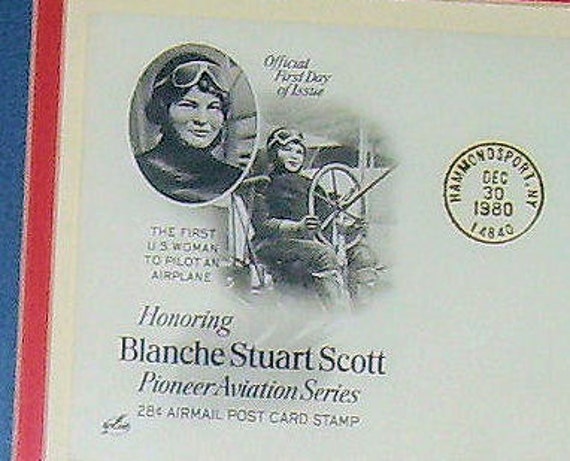 Official
First Day
of Issue
THE FIRST
U.S. WOMAN
TO PILOT AN
AIRPLANE
Honoring
Blanche Stuart Scott
Pioneer Aviation Series
28¢ AIRMAIL POST CARD STAMP
HAMMONDSPORT, NY
DEC
30
1980
14840